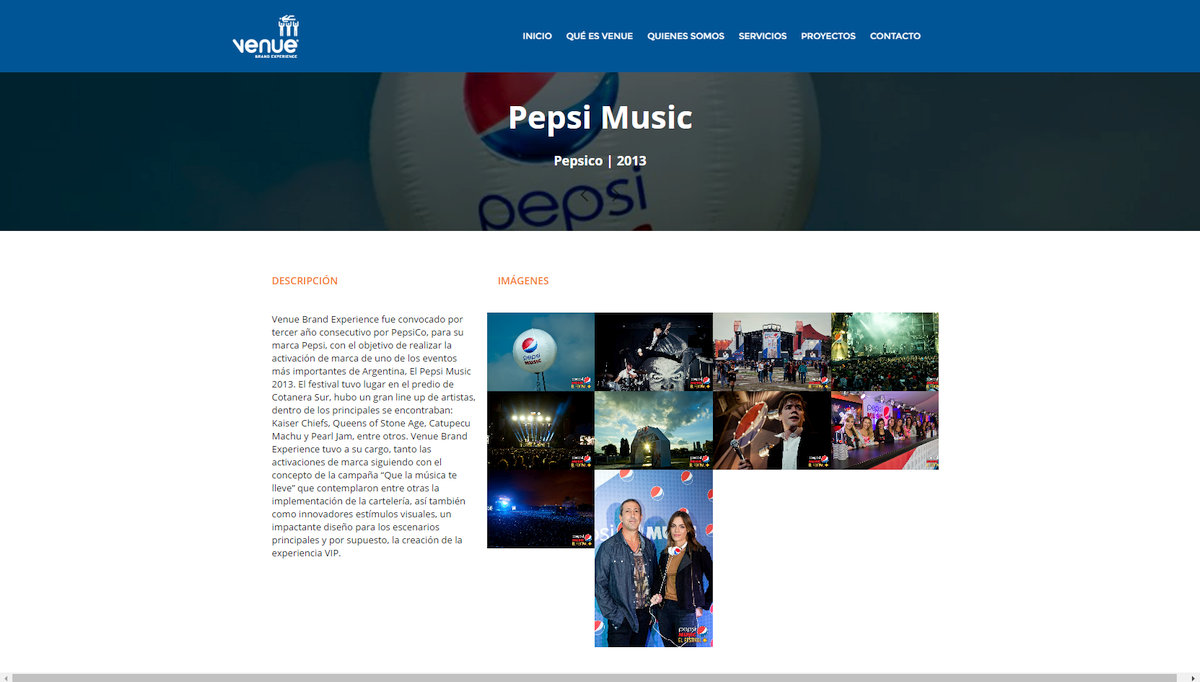 venue
BRAND EXPERIENCE
INICIO QUÉ ES VENUE QUIENES SOMOS SERVICIOS PROYECTOS CONTACTO
Pepsi Music
Pepsico | 2013
pepsi
DESCRIPCIÓN
IMÁGENES
Venue Brand Experience fue convocado por
tercer año consecutivo por PepsiCo, para su
marca Pepsi, con el objetivo de realizar la
activación de marca de uno de los eventos
más importantes de Argentina, El Pepsi Music
2013. El festival tuvo lugar en el predio de
Cotanera Sur, hubo un gran line up de artistas,
dentro de los principales se encontraban:
Kaiser Chiefs, Queens of Stone Age, Catupecu
Machu y Pearl Jam, entre otros. Venue Brand
Experience tuvo a su cargo, tanto las
activaciones de marca siguiendo con el
concepto de la campaña “Que la música te
lleve” que contemplaron entre otras la
implementación de la cartelería, así también
como innovadores estímulos visuales, un
impactante diseño para los escenarios
principales y por supuesto, la creación de la
experiencia VIP.
pepsi
MUSIC
pepsi
pepsi
MUSIC